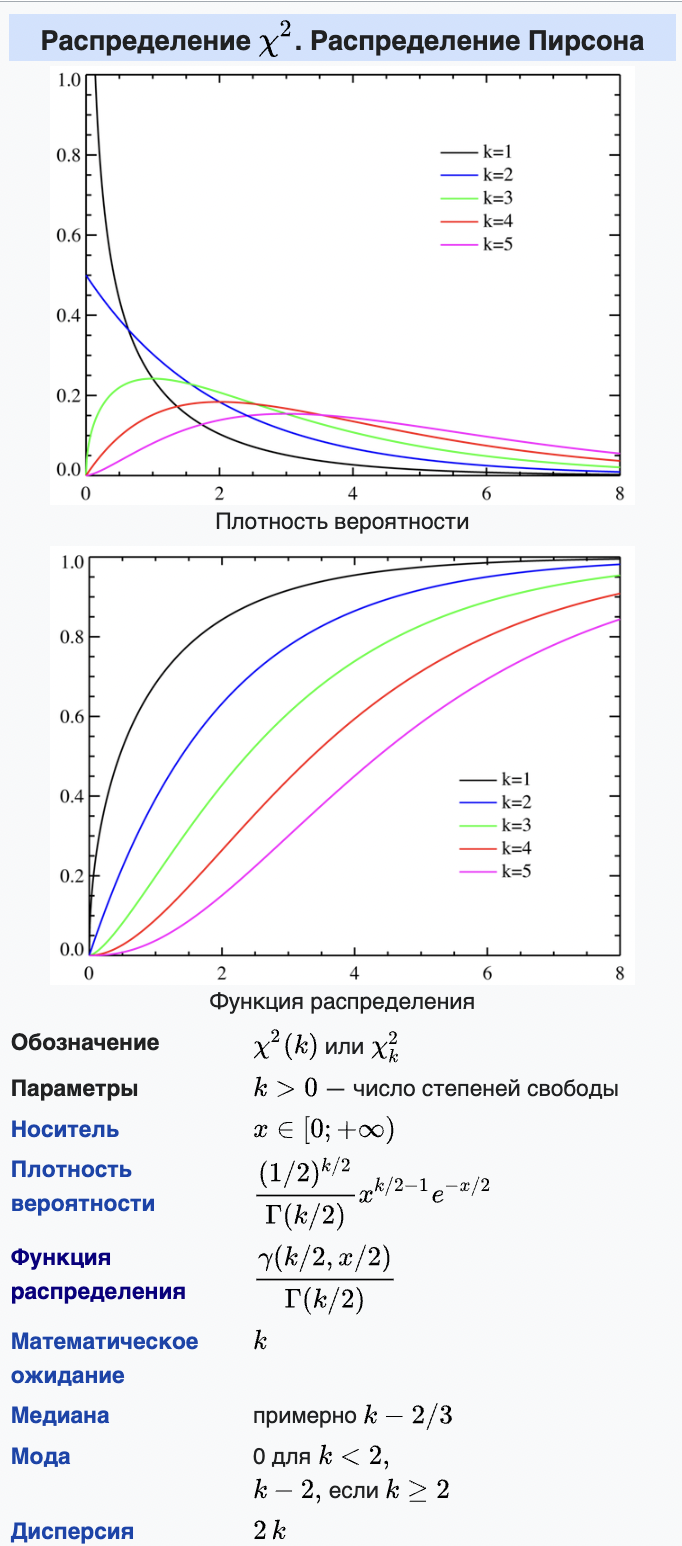 Распределение χ². Распределение Пирсона
1.0
0.8
0.6
0.4
0.2
0.0
k=1
k=2
k=3
k=4
k=5
0 2 4 6 8
Плотность вероятности
1.0
0.8
0.6
0.4
0.2
0.0
k=1
k=2
k=3
k=4
k=5
0 2 4 6 8
Функция распределения
Обозначение χ²(k) или χ²ₖ
Параметры k > 0 — число степеней свободы
Носитель x ∈ [0; +∞)
Плотность
вероятности
(1/2)^{k/2}
Γ(k/2)
x^{k/2−1} e^{−x/2}
Функция
распределения
γ(k/2, x/2)
Γ(k/2)
Математическое
ожидание
k
Медиана примерно k − 2/3
Мода 0 для k < 2,
k − 2, если k ≥ 2
Дисперсия 2 k